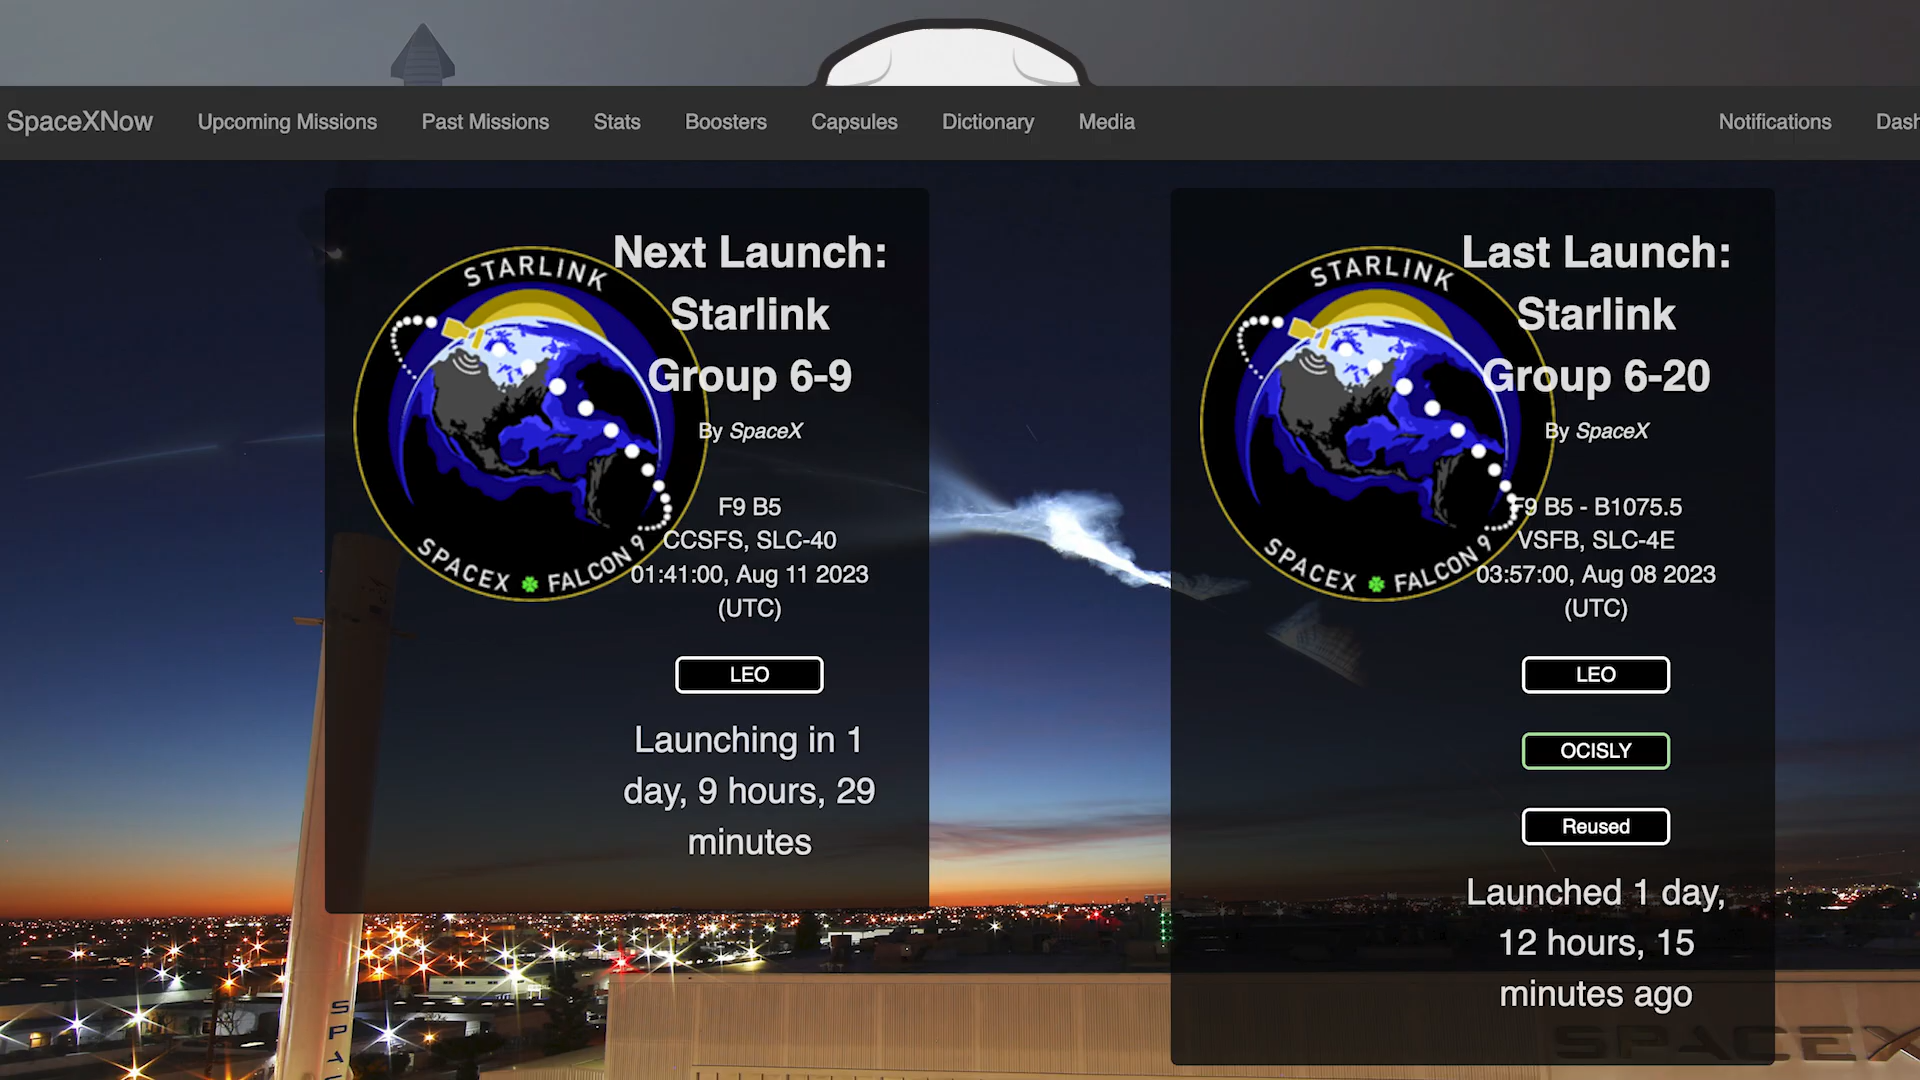 SpaceXNow Upcoming Missions Past Missions Stats Boosters Capsules Dictionary Media Notifications Dash
STARLINK
SPACEX FALCON 9
Next Launch:
Starlink
Group 6-9
By SpaceX
F9 B5
CCSFS, SLC-40
01:41:00, Aug 11 2023
(UTC)
LEO
Launching in 1
day, 9 hours, 29
minutes
STARLINK
SPACEX FALCON 9
Last Launch:
Starlink
Group 6-20
By SpaceX
F9 B5 - B1075.5
VSFB, SLC-4E
03:57:00, Aug 08 2023
(UTC)
LEO
OCISLY
Reused
Launched 1 day,
12 hours, 15
minutes ago
SPA
SPACEX